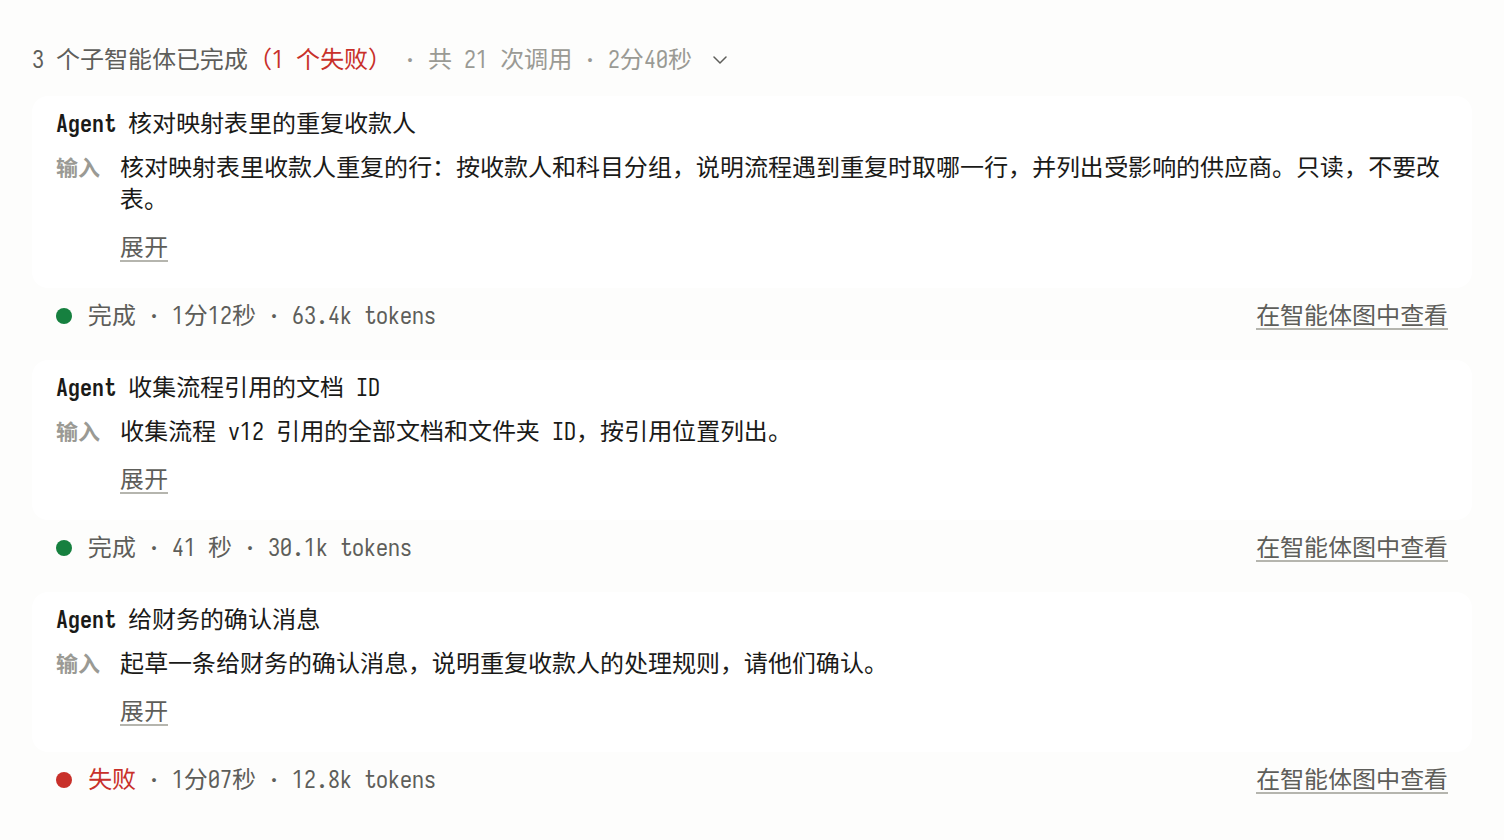 3 个子智能体已完成（1 个失败） · 共 21 次调用 · 2分40秒
Agent 核对映射表里的重复收款人
输入 核对映射表里收款人重复的行：按收款人和科目分组，说明流程遇到重复时取哪一行，并列出受影响的供应商。只读，不要改
表。
展开
完成 · 1分12秒 · 63.4k tokens 在智能体图中查看
Agent 收集流程引用的文档 ID
输入 收集流程 v12 引用的全部文档和文件夹 ID，按引用位置列出。
展开
完成 · 41 秒 · 30.1k tokens 在智能体图中查看
Agent 给财务的确认消息
输入 起草一条给财务的确认消息，说明重复收款人的处理规则，请他们确认。
展开
失败 · 1分07秒 · 12.8k tokens 在智能体图中查看